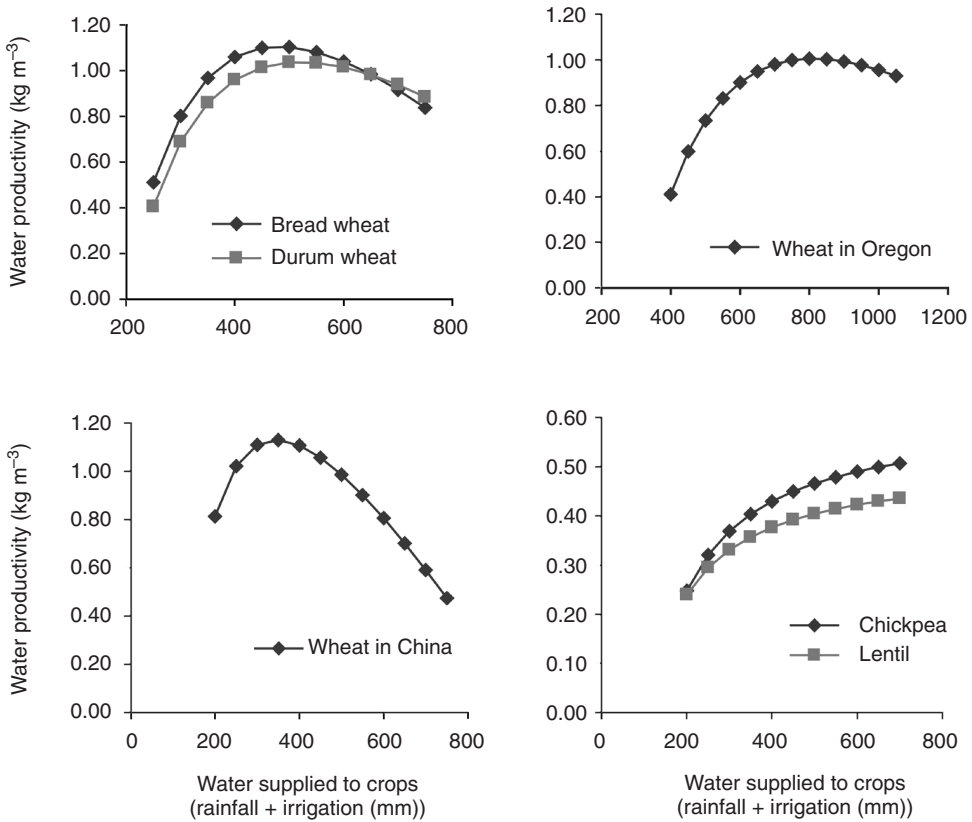 Water productivity (kg m⁻³)
1.20
1.00
0.80
0.60
0.40
0.20
0.00
200 400 600 800
Bread wheat
Durum wheat
1.20
1.00
0.80
0.60
0.40
0.20
0.00
200 400 600 800 1000 1200
Wheat in Oregon
Water productivity (kg m⁻³)
1.20
1.00
0.80
0.60
0.40
0.20
0.00
0 200 400 600 800
Wheat in China
Water supplied to crops
(rainfall + irrigation (mm))
0.60
0.50
0.40
0.30
0.20
0.10
0.00
0 200 400 600 800
Chickpea
Lentil
Water supplied to crops
(rainfall + irrigation (mm))